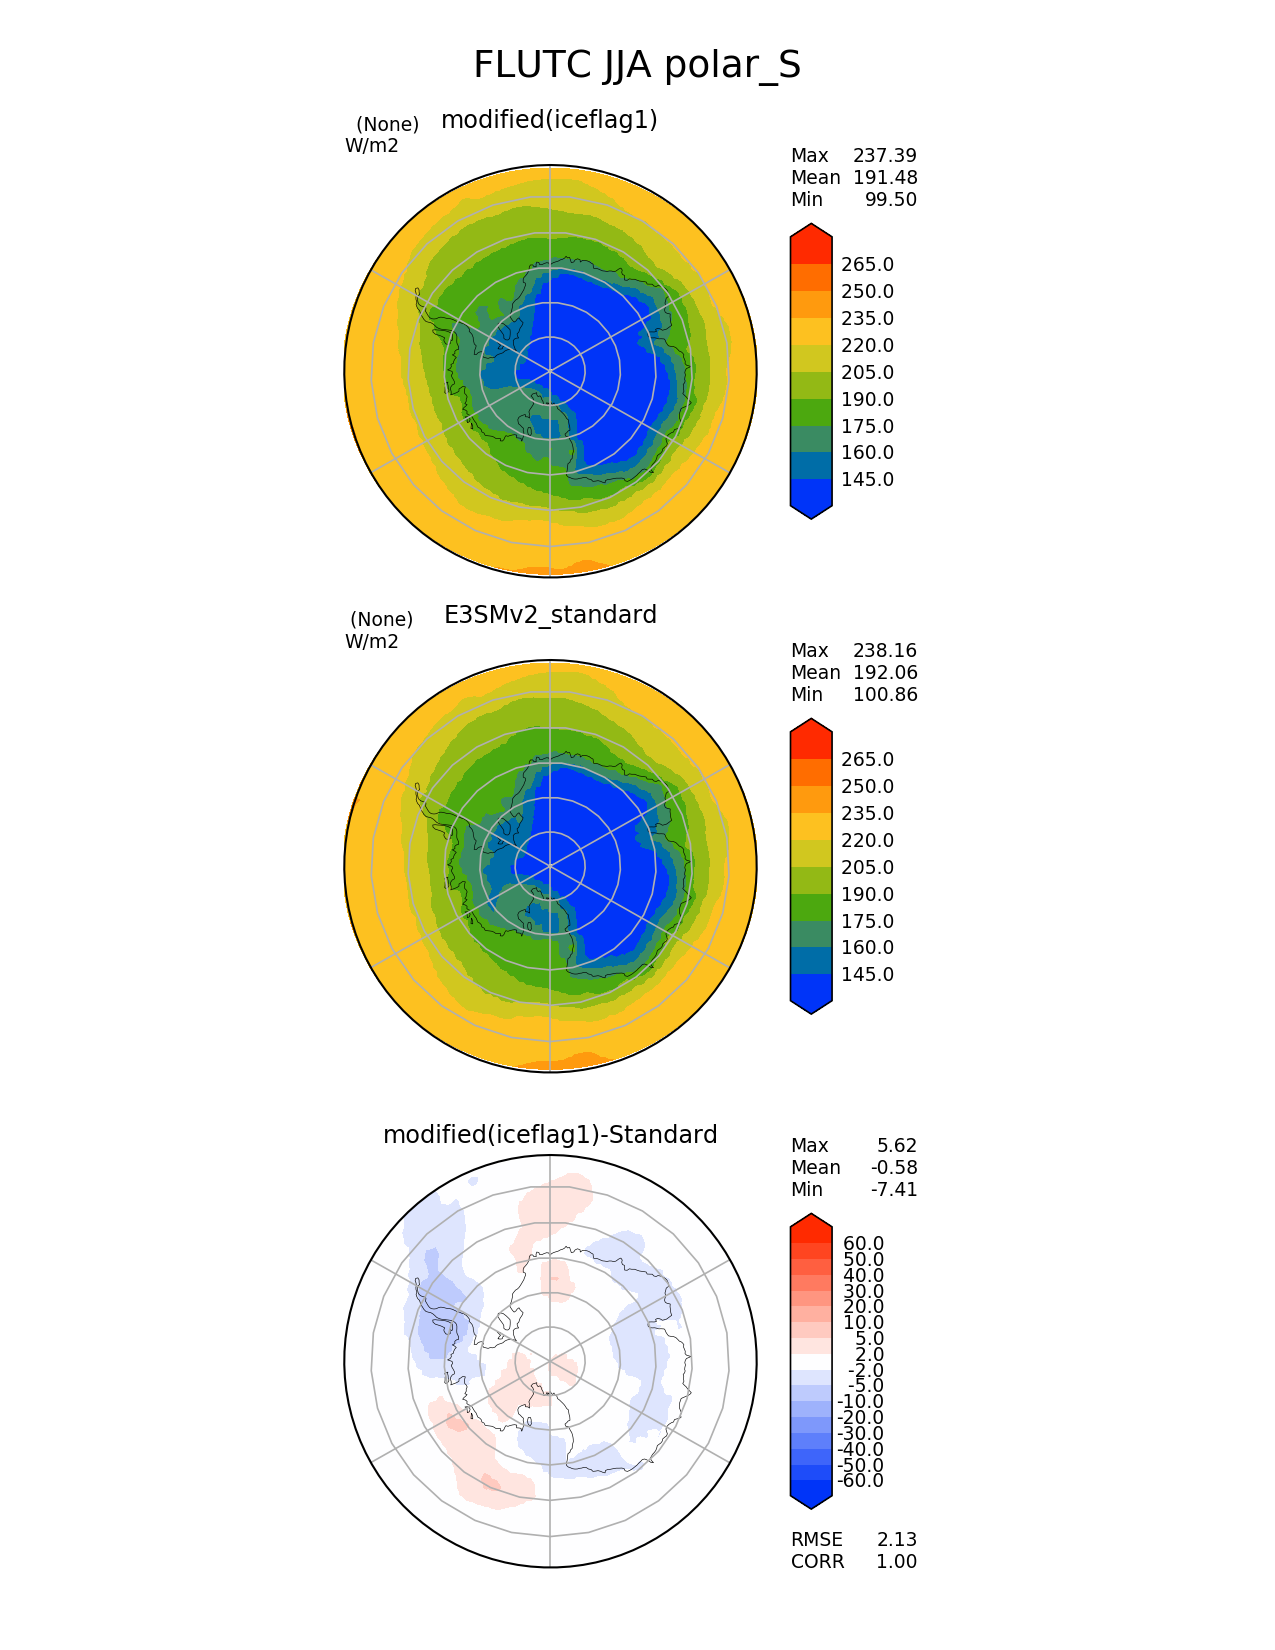 FLUTC JJA polar_S
(None) modified(iceflag1)
W/m2
Max 237.39
Mean 191.48
Min 99.50
265.0
250.0
235.0
220.0
205.0
190.0
175.0
160.0
145.0
(None) E3SMv2_standard
W/m2
Max 238.16
Mean 192.06
Min 100.86
265.0
250.0
235.0
220.0
205.0
190.0
175.0
160.0
145.0
modified(iceflag1)-Standard
Max 5.62
Mean -0.58
Min -7.41
60.0
50.0
40.0
30.0
20.0
10.0
5.0
2.0
-2.0
-5.0
-10.0
-20.0
-30.0
-40.0
-50.0
-60.0
RMSE 2.13
CORR 1.00